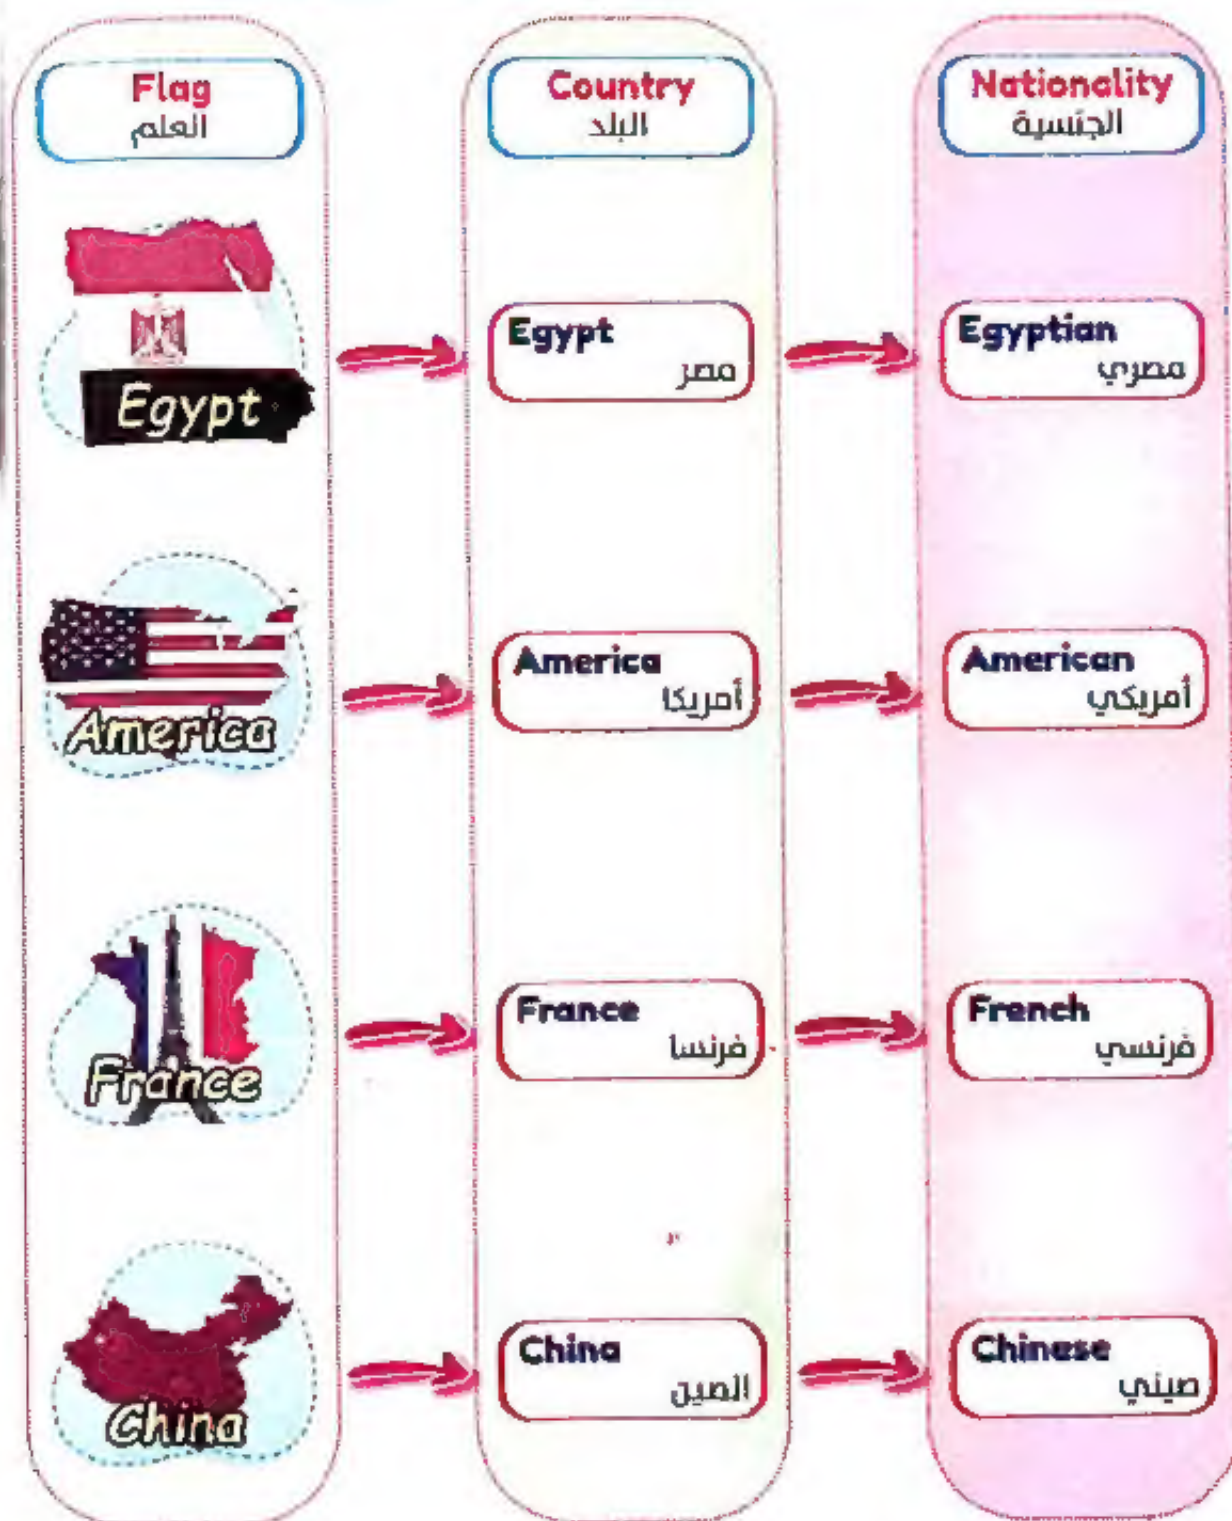 Flag
العلم
Country
البلد
Nationality
الجنسية
Egypt
Egypt
مصر
Egyptian
مصري
America
America
أمريكا
American
أمريكي
France
France
فرنسا
French
فرنسي
China
China
الصين
Chinese
صيني